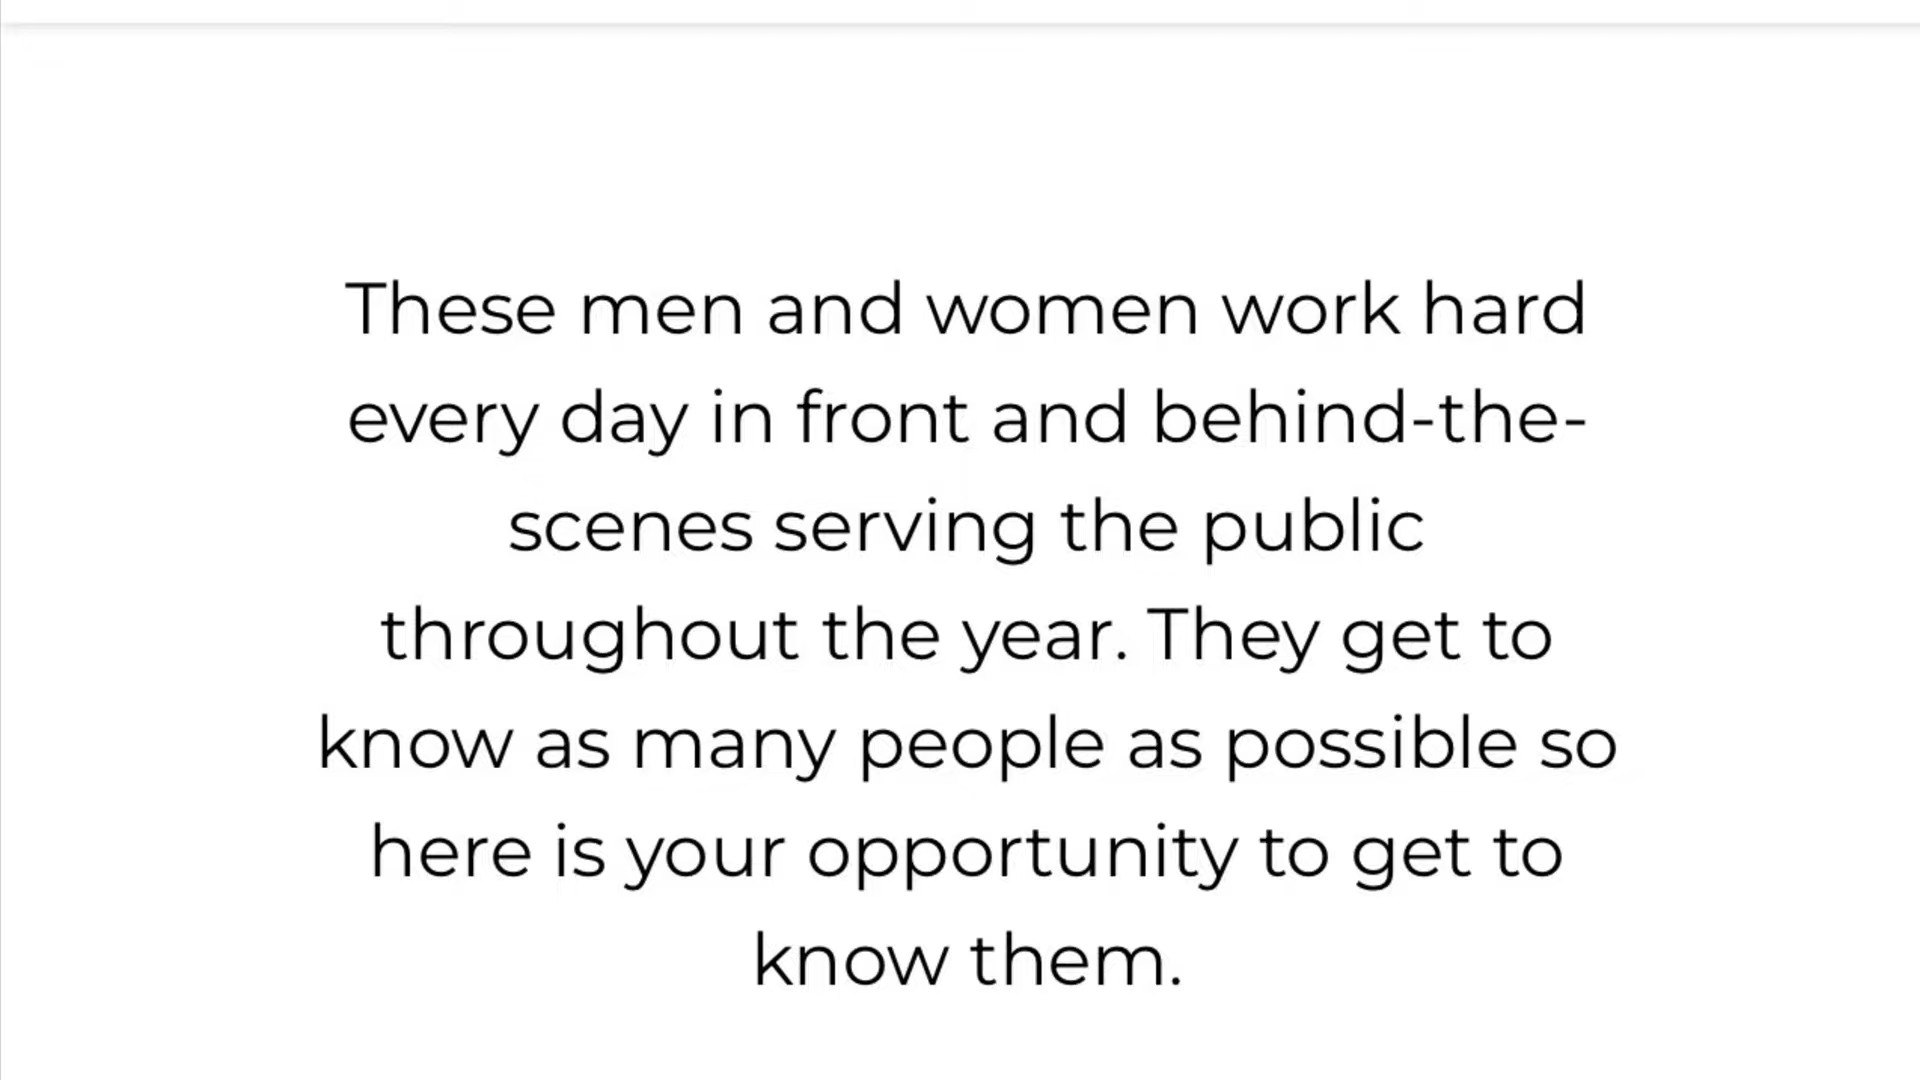 These men and women work hard
every day in front and behind-the-
scenes serving the public
throughout the year. They get to
know as many people as possible so
here is your opportunity to get to
know them.